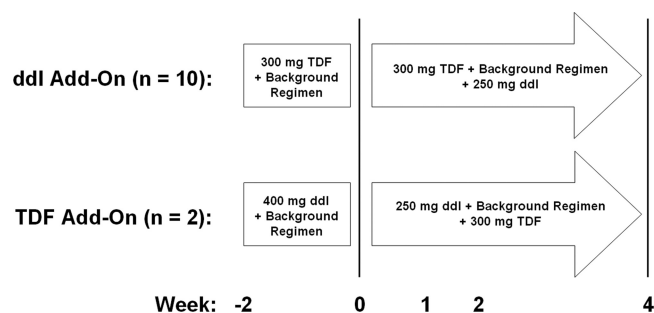 ddI Add-On (n = 10):
300 mg TDF
+ Background
Regimen
300 mg TDF + Background Regimen
+ 250 mg ddI
TDF Add-On (n = 2):
400 mg ddI
+ Background
Regimen
250 mg ddI + Background Regimen
+ 300 mg TDF
Week: -2 0 1 2 4